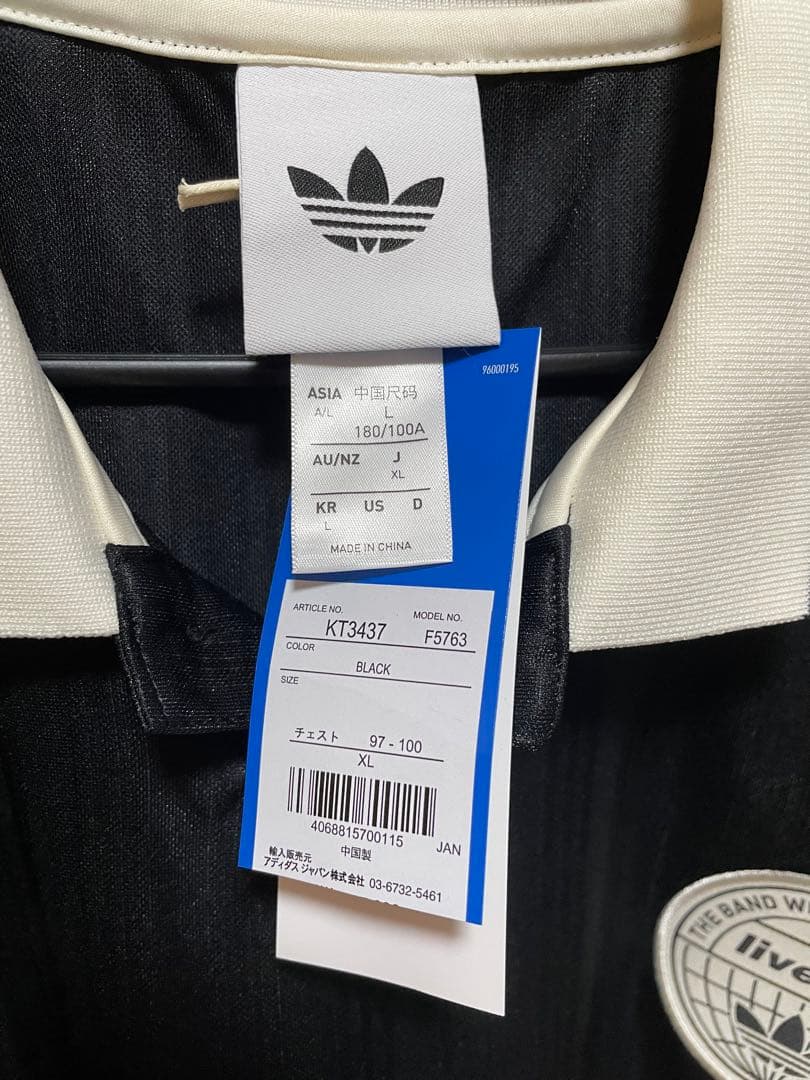 96000195
ASIA 中国尺码
A/L L
180/100A
AU/NZ J
XL
KR US D
L
MADE IN CHINA
ARTICLE NO. MODEL NO.
KT3437 F5763
COLOR
BLACK
SIZE
チェスト 97 - 100
XL
4068815700115 JAN
中国製
輸入販売元
アディダス ジャパン株式会社 03-6732-5461
THE BAND
live